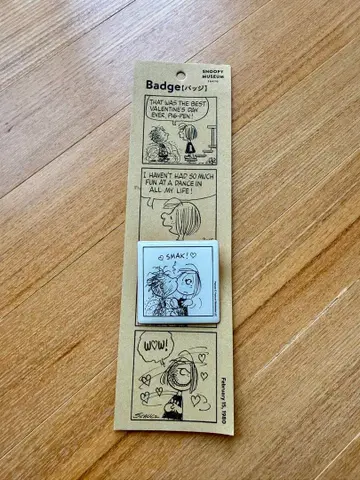 SNOOPY
MUSEUM
TOKYO
Badge【バッジ】
THAT WAS THE BEST
VALENTINE'S DAY
EVER, PIG-PEN!
I HAVEN'T HAD SO MUCH
FUN AT A DANCE IN
ALL MY LIFE!
SMAK!
WOW!
SCHULZ
February 15, 1980